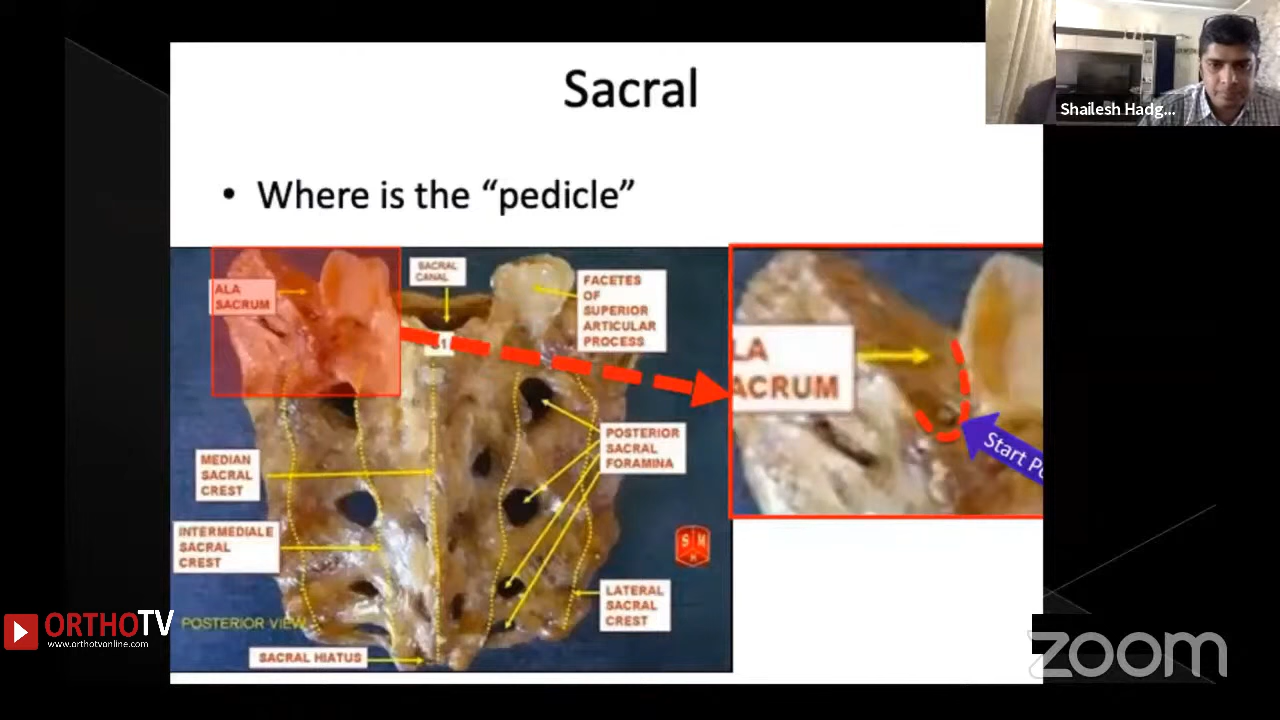 Sacral
Shailesh Hadg...
• Where is the “pedicle”
SACRAL
CANAL
ALA
SACRUM
FACETES
OF
SUPERIOR
ARTICULAR
PROCESS
LA
ACRUM
Start
POSTERIOR
SACRAL
FORAMINA
MEDIAN
SACRAL
CREST
INTERMEDIALE
SACRAL
CREST
S M
H
LATERAL
SACRAL
CREST
POSTERIOR VIEW
SACRAL HIATUS
ORTHOTV
www.orthotvonline.com
zoom